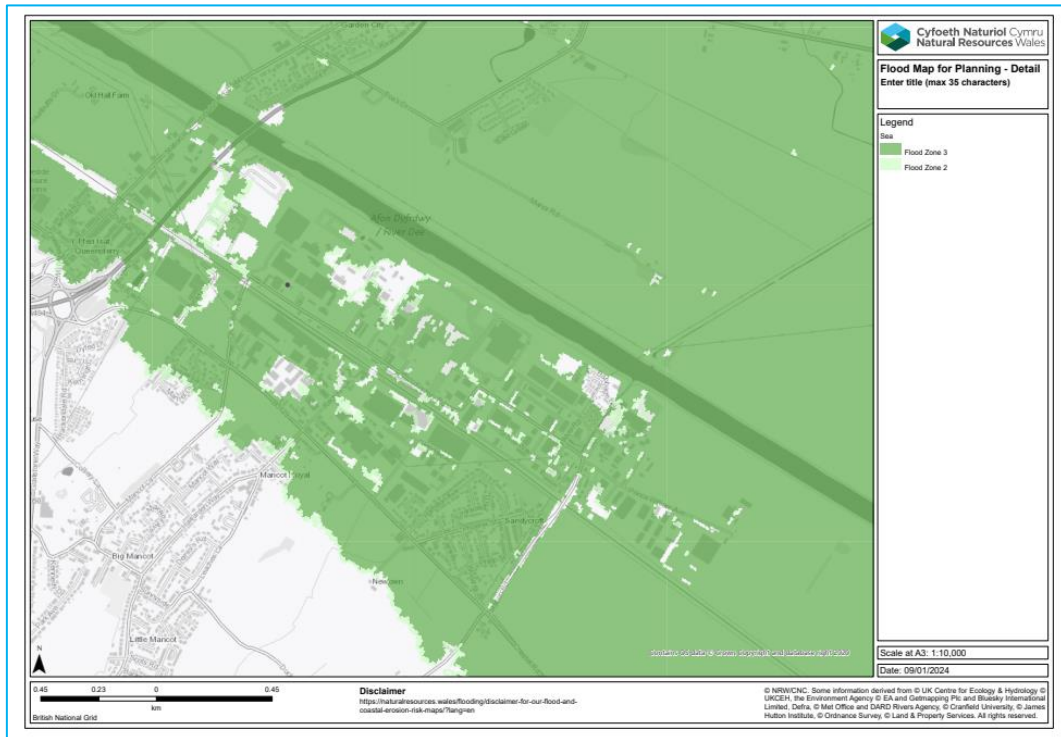 Cyfoeth Naturiol Cymru
Natural Resources Wales
Flood Map for Planning - Detail
Enter title (max 35 characters)
Legend
Sea
Flood Zone 3
Flood Zone 2
Garden City
Old Hall Farm
Manor Rd
Afon Dyfrdwy
/ River Dee
Queensferry
Mancot Royal
Big Mancot
Sandycroft
Little Mancot
N
Scale at A3: 1:10,000
Date: 09/01/2024
0.45 0.23 0 0.45
km
British National Grid
Disclaimer
https://naturalresources.wales/flooding/disclaimer-for-our-flood-and-
coastal-erosion-risk-maps/?lang=en
© NRW/CNC. Some information derived from © UK Centre for Ecology & Hydrology ©
UKCEH, the Environment Agency © EA and Getmapping Plc and Bluesky International
Limited, Defra, © Met Office and DARD Rivers Agency, © Cranfield University, © James
Hutton Institute, © Ordnance Survey, © Land & Property Services. All rights reserved.